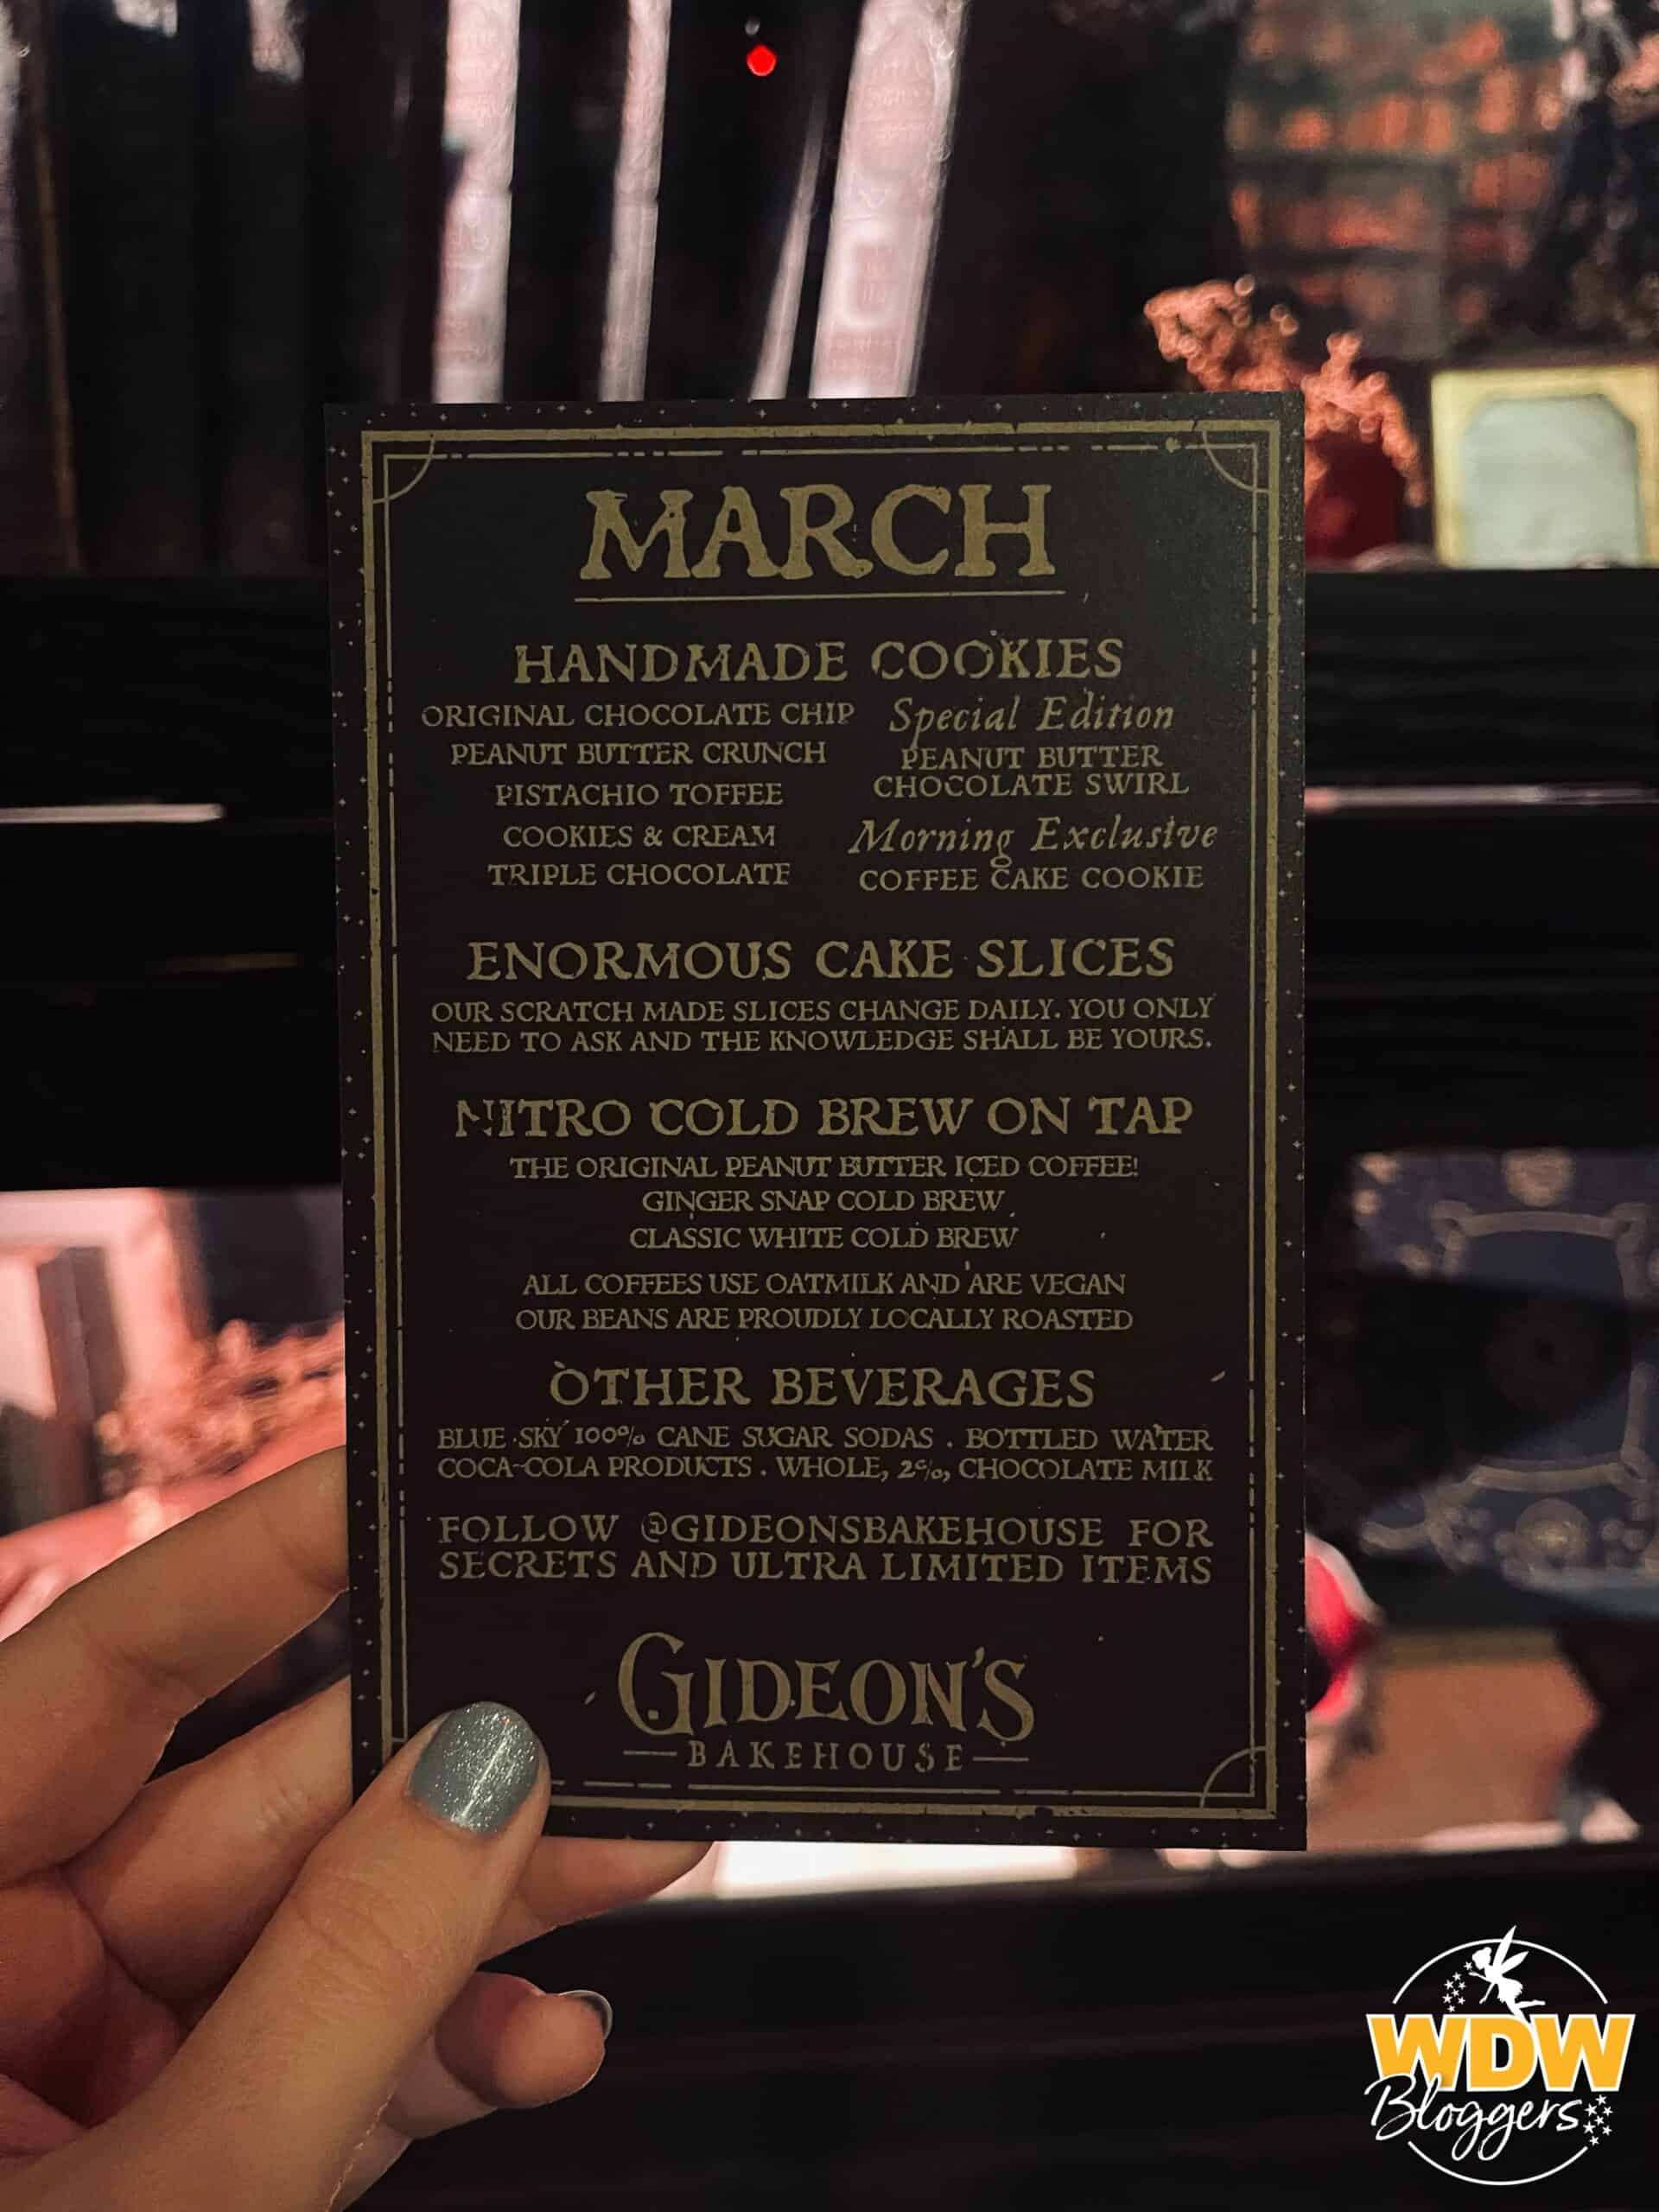 MARCH
HANDMADE COOKIES
ORIGINAL CHOCOLATE CHIP
PEANUT BUTTER CRUNCH
PISTACHIO TOFFEE
COOKIES & CREAM
TRIPLE CHOCOLATE
Special Edition
PEANUT BUTTER
CHOCOLATE SWIRL
Morning Exclusive
COFFEE CAKE COOKIE
ENORMOUS CAKE SLICES
OUR SCRATCH MADE SLICES CHANGE DAILY. YOU ONLY
NEED TO ASK AND THE KNOWLEDGE SHALL BE YOURS.
NITRO COLD BREW ON TAP
THE ORIGINAL PEANUT BUTTER ICED COFFEE!
GINGER SNAP COLD BREW
CLASSIC WHITE COLD BREW
ALL COFFEES USE OATMILK AND ARE VEGAN
OUR BEANS ARE PROUDLY LOCALLY ROASTED
OTHER BEVERAGES
BLUE SKY 100% CANE SUGAR SODAS . BOTTLED WATER
COCA-COLA PRODUCTS . WHOLE, 2%, CHOCOLATE MILK
FOLLOW @GIDEONSBAKEHOUSE FOR
SECRETS AND ULTRA LIMITED ITEMS
GIDEON'S
BAKEHOUSE
WDW
Bloggers